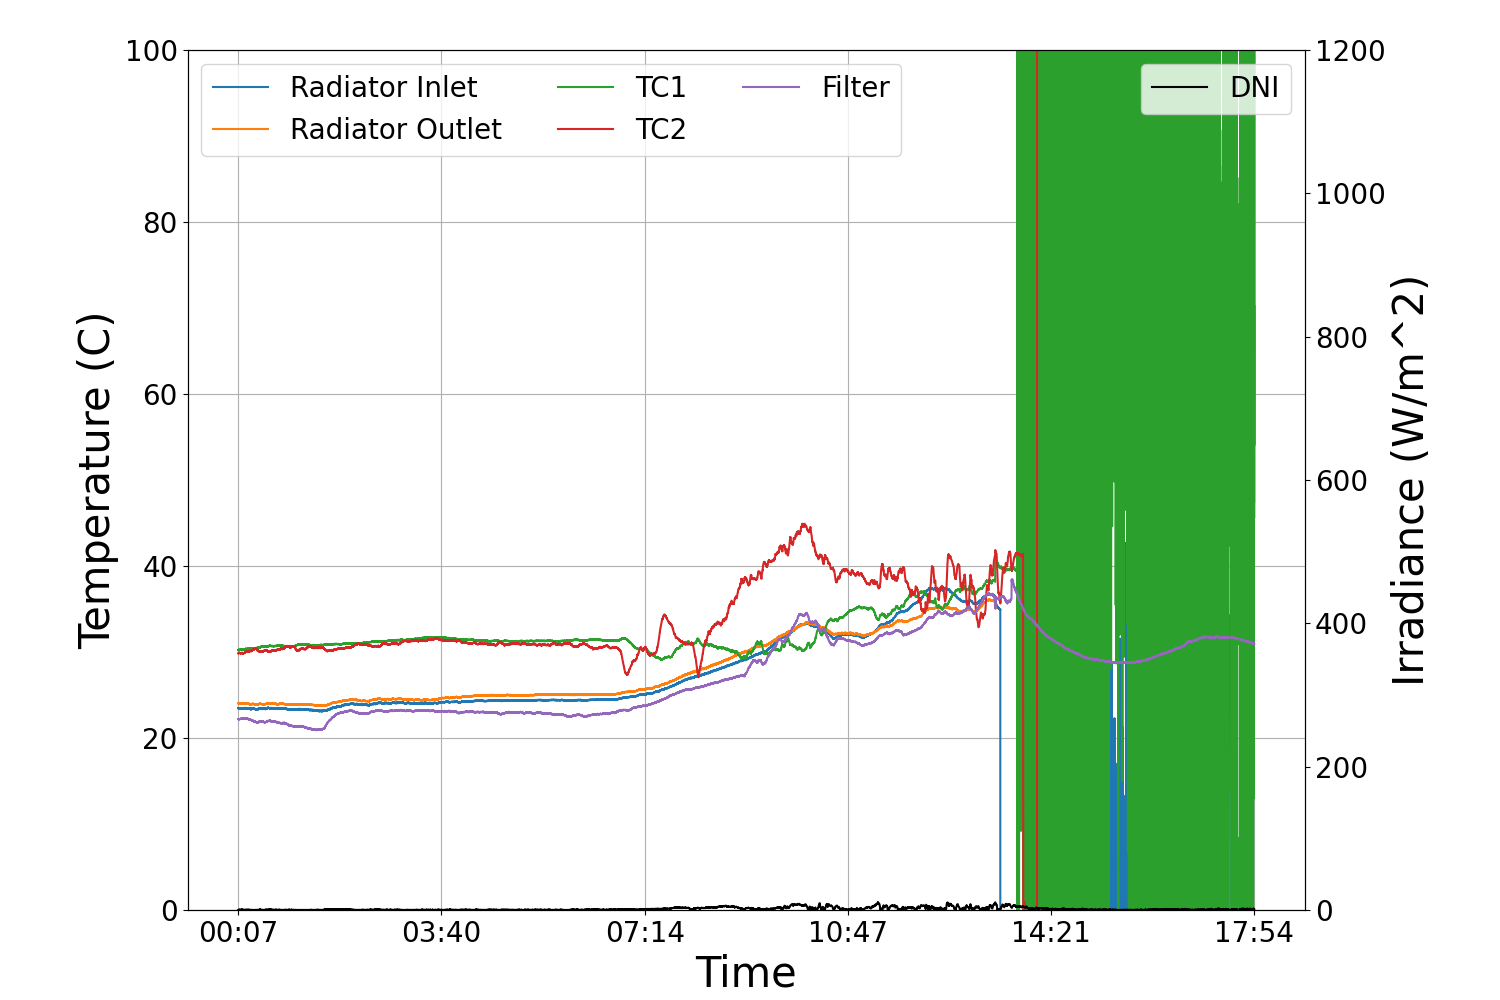 100
80
60
40
20
0
Temperature (C)
Radiator Inlet
Radiator Outlet
TC1
TC2
Filter
DNI
1200
1000
800
600
400
200
0
Irradiance (W/m^2)
00:07 03:40 07:14 10:47 14:21 17:54
Time